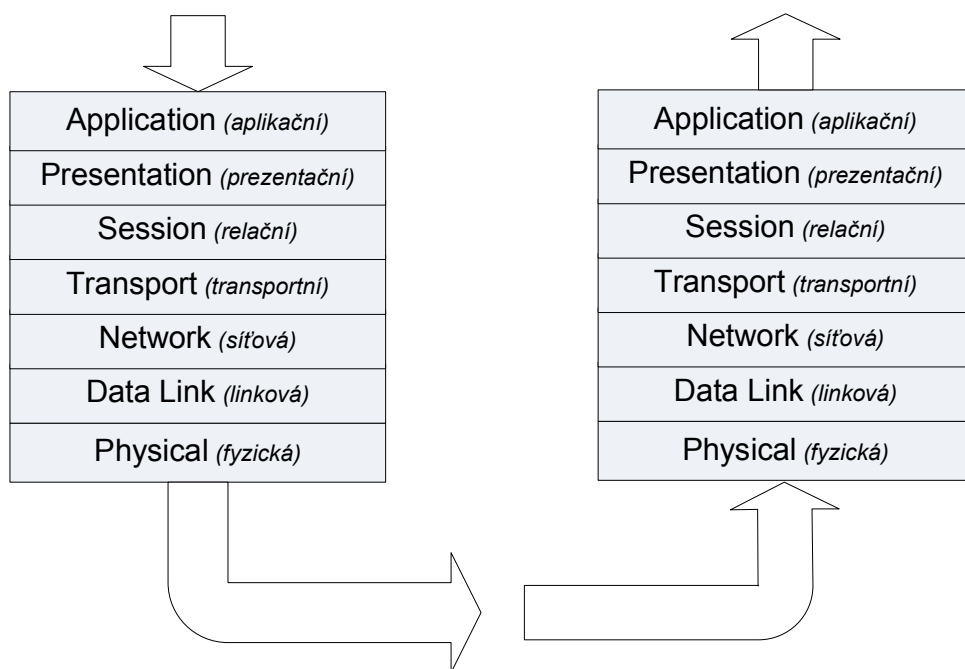 Application (aplikační)
Presentation (prezentační)
Session (relační)
Transport (transportní)
Network (síťová)
Data Link (linková)
Physical (fyzická)
Application (aplikační)
Presentation (prezentační)
Session (relační)
Transport (transportní)
Network (síťová)
Data Link (linková)
Physical (fyzická)